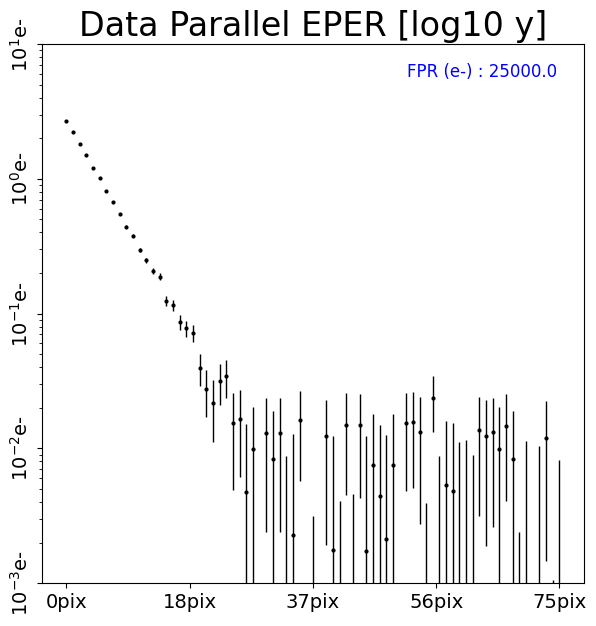 Data Parallel EPER [log10 y]
FPR (e-) : 25000.0
10^1e-
10^0e-
10^-1e-
10^-2e-
10^-3e-
0pix 18pix 37pix 56pix 75pix